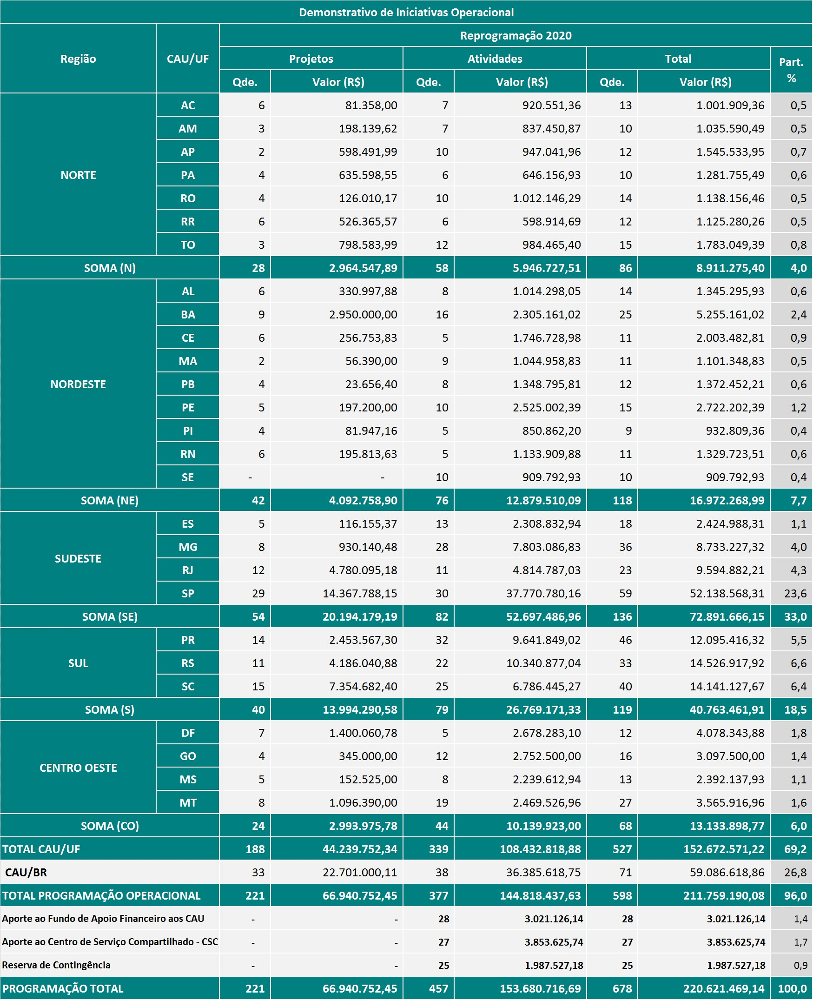 Demonstrativo de Iniciativas Operacional
Região CAU/UF Reprogramação 2020
Projetos Atividades Total Part. %
Qde. Valor (R$) Qde. Valor (R$) Qde. Valor (R$)
NORTE
AC 6 81.358,00 7 920.551,36 13 1.001.909,36 0,5
AM 3 198.139,62 7 837.450,87 10 1.035.590,49 0,5
AP 2 598.491,99 10 947.041,96 12 1.545.533,95 0,7
PA 4 635.598,55 6 646.156,93 10 1.281.755,49 0,6
RO 4 126.010,17 10 1.012.146,29 14 1.138.156,46 0,5
RR 6 526.365,57 6 598.914,69 12 1.125.280,26 0,5
TO 3 798.583,99 12 984.465,40 15 1.783.049,39 0,8
SOMA (N) 28 2.964.547,89 58 5.946.727,51 86 8.911.275,40 4,0
NORDESTE
AL 6 330.997,88 8 1.014.298,05 14 1.345.295,93 0,6
BA 9 2.950.000,00 16 2.305.161,02 25 5.255.161,02 2,4
CE 6 256.753,83 5 1.746.728,98 11 2.003.482,81 0,9
MA 2 56.390,00 9 1.044.958,83 11 1.101.348,83 0,5
PB 4 23.656,40 8 1.348.795,81 12 1.372.452,21 0,6
PE 5 197.200,00 10 2.525.002,39 15 2.722.202,39 1,2
PI 4 81.947,16 5 850.862,20 9 932.809,36 0,4
RN 6 195.813,63 5 1.133.909,88 11 1.329.723,51 0,6
SE - - 10 909.792,93 10 909.792,93 0,4
SOMA (NE) 42 4.092.758,90 76 12.879.510,09 118 16.972.268,99 7,7
SUDESTE
ES 5 116.155,37 13 2.308.832,94 18 2.424.988,31 1,1
MG 8 930.140,48 28 7.803.086,83 36 8.733.227,32 4,0
RJ 12 4.780.095,18 11 4.814.787,03 23 9.594.882,21 4,3
SP 29 14.367.788,15 30 37.770.780,16 59 52.138.568,31 23,6
SOMA (SE) 54 20.194.179,19 82 52.697.486,96 136 72.891.666,15 33,0
SUL
PR 14 2.453.567,30 32 9.641.849,02 46 12.095.416,32 5,5
RS 11 4.186.040,88 22 10.340.877,04 33 14.526.917,92 6,6
SC 15 7.354.682,40 25 6.786.445,27 40 14.141.127,67 6,4
SOMA (S) 40 13.994.290,58 79 26.769.171,33 119 40.763.461,91 18,5
CENTRO OESTE
DF 7 1.400.060,78 5 2.678.283,10 12 4.078.343,88 1,8
GO 4 345.000,00 12 2.752.500,00 16 3.097.500,00 1,4
MS 5 152.525,00 8 2.239.612,94 13 2.392.137,93 1,1
MT 8 1.096.390,00 19 2.469.526,96 27 3.565.916,96 1,6
SOMA (CO) 24 2.993.975,78 44 10.139.923,00 68 13.133.898,77 6,0
TOTAL CAU/UF 188 44.239.752,34 339 108.432.818,88 527 152.672.571,22 69,2
CAU/BR 33 22.701.000,11 38 36.385.618,75 71 59.086.618,86 26,8
TOTAL PROGRAMAÇÃO OPERACIONAL 221 66.940.752,45 377 144.818.437,63 598 211.759.190,08 96,0
Aporte ao Fundo de Apoio Financeiro aos CAU - - 28 3.021.126,14 28 3.021.126,14 1,4
Aporte ao Centro de Serviço Compartilhado - CSC - - 27 3.853.625,74 27 3.853.625,74 1,7
Reserva de Contingência - - 25 1.987.527,18 25 1.987.527,18 0,9
PROGRAMAÇÃO TOTAL 221 66.940.752,45 457 153.680.716,69 678 220.621.469,14 100,0